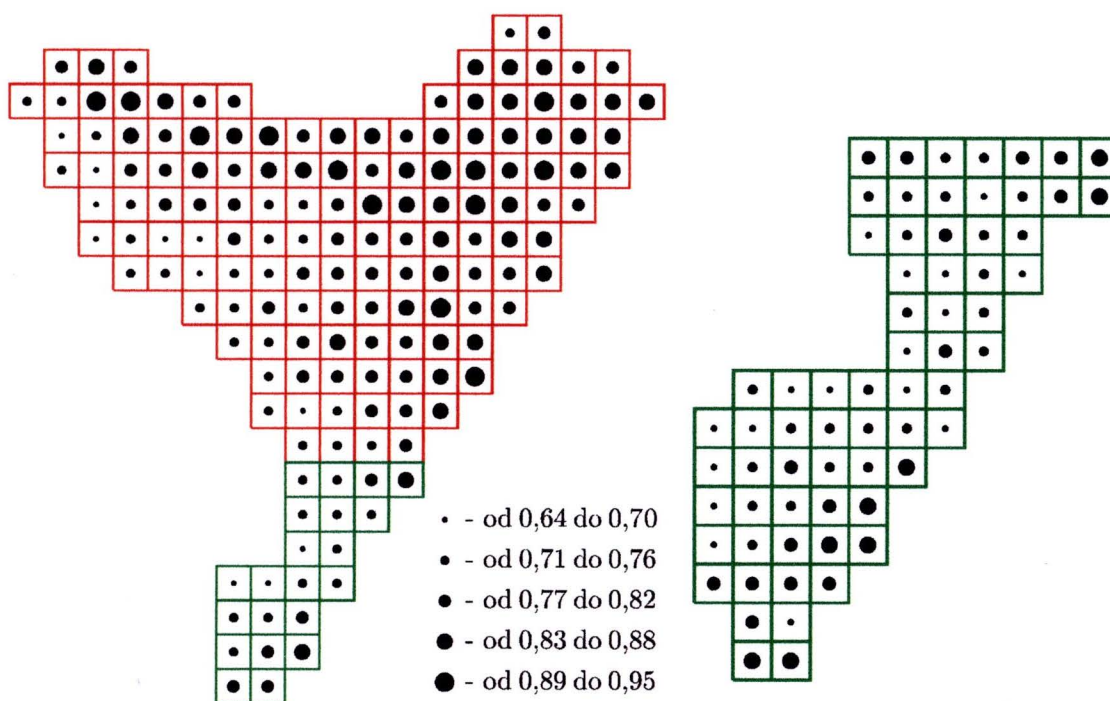 - od 0,64 do 0,70
- od 0,71 do 0,76
- od 0,77 do 0,82
- od 0,83 do 0,88
- od 0,89 do 0,95